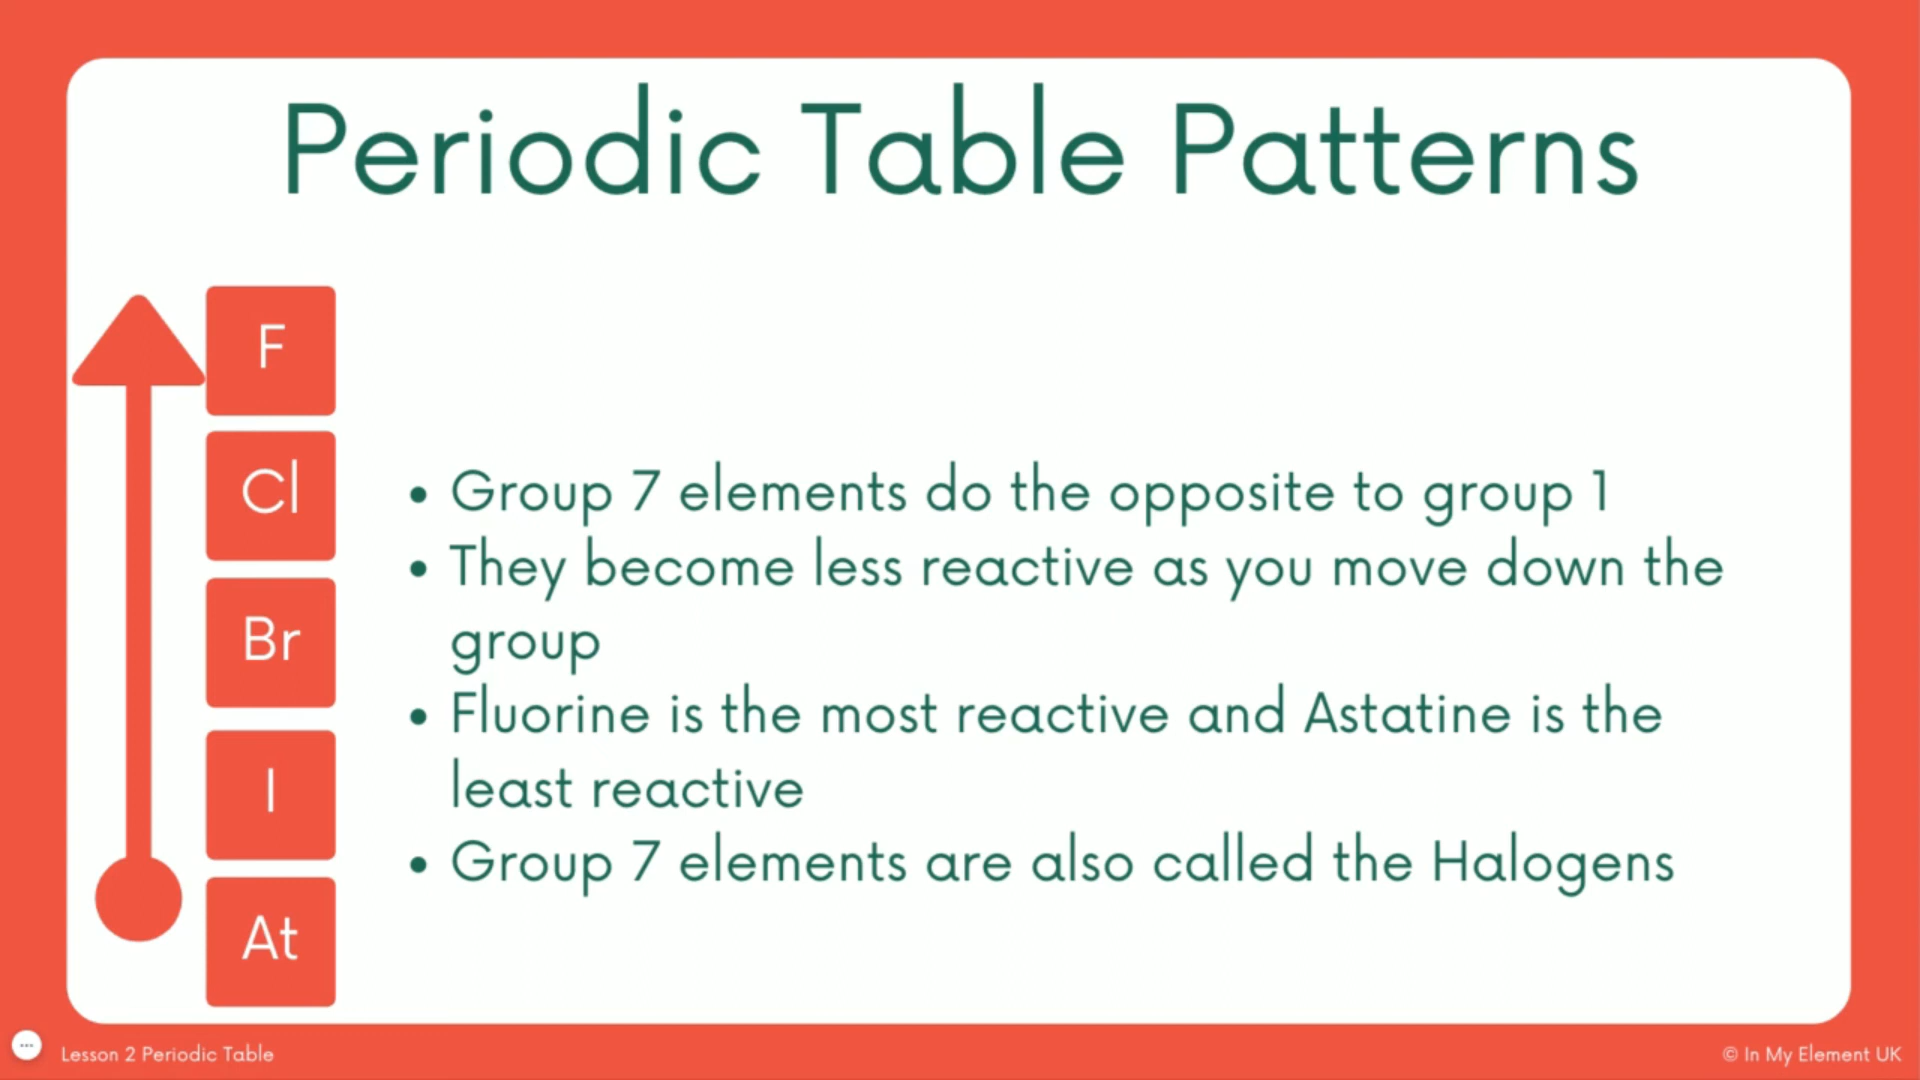 Periodic Table Patterns
F
Cl
Br
I
At
• Group 7 elements do the opposite to group 1
• They become less reactive as you move down the
group
• Fluorine is the most reactive and Astatine is the
least reactive
• Group 7 elements are also called the Halogens
Lesson 2 Periodic Table
© In My Element UK